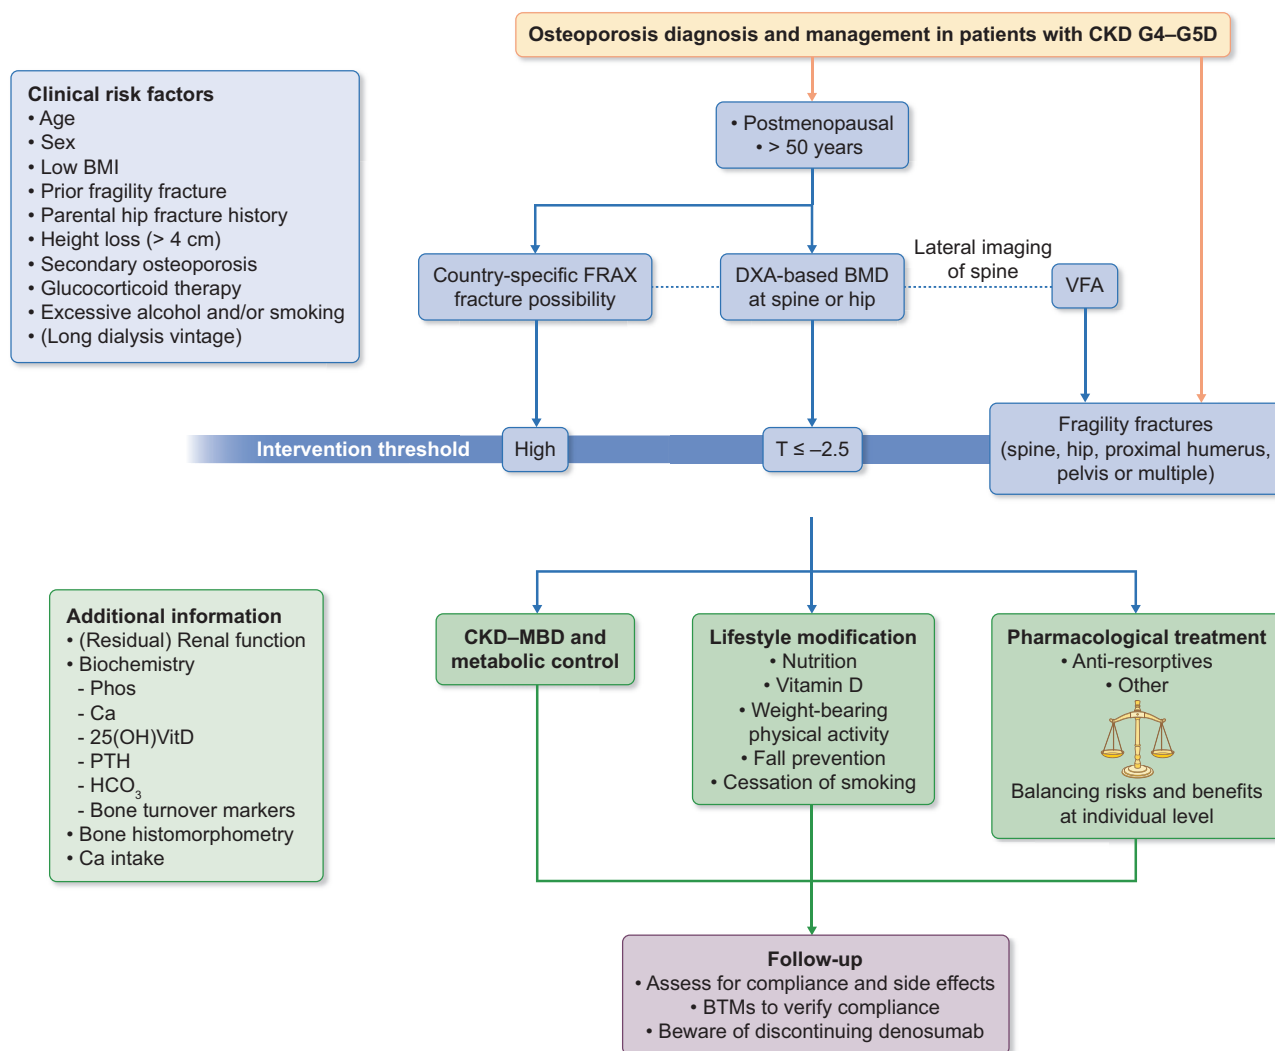 Osteoporosis diagnosis and management in patients with CKD G4–G5D
Clinical risk factors
• Age
• Sex
• Low BMI
• Prior fragility fracture
• Parental hip fracture history
• Height loss (> 4 cm)
• Secondary osteoporosis
• Glucocorticoid therapy
• Excessive alcohol and/or smoking
• (Long dialysis vintage)
• Postmenopausal
• > 50 years
Country-specific FRAX
fracture possibility
DXA-based BMD
at spine or hip
Lateral imaging
of spine
VFA
Intervention threshold
High
T ≤ –2.5
Fragility fractures
(spine, hip, proximal humerus,
pelvis or multiple)
Additional information
• (Residual) Renal function
• Biochemistry
- Phos
- Ca
- 25(OH)VitD
- PTH
- HCO₃
- Bone turnover markers
• Bone histomorphometry
• Ca intake
CKD–MBD and
metabolic control
Lifestyle modification
• Nutrition
• Vitamin D
• Weight-bearing
physical activity
• Fall prevention
• Cessation of smoking
Pharmacological treatment
• Anti-resorptives
• Other
Balancing risks and benefits
at individual level
Follow-up
• Assess for compliance and side effects
• BTMs to verify compliance
• Beware of discontinuing denosumab